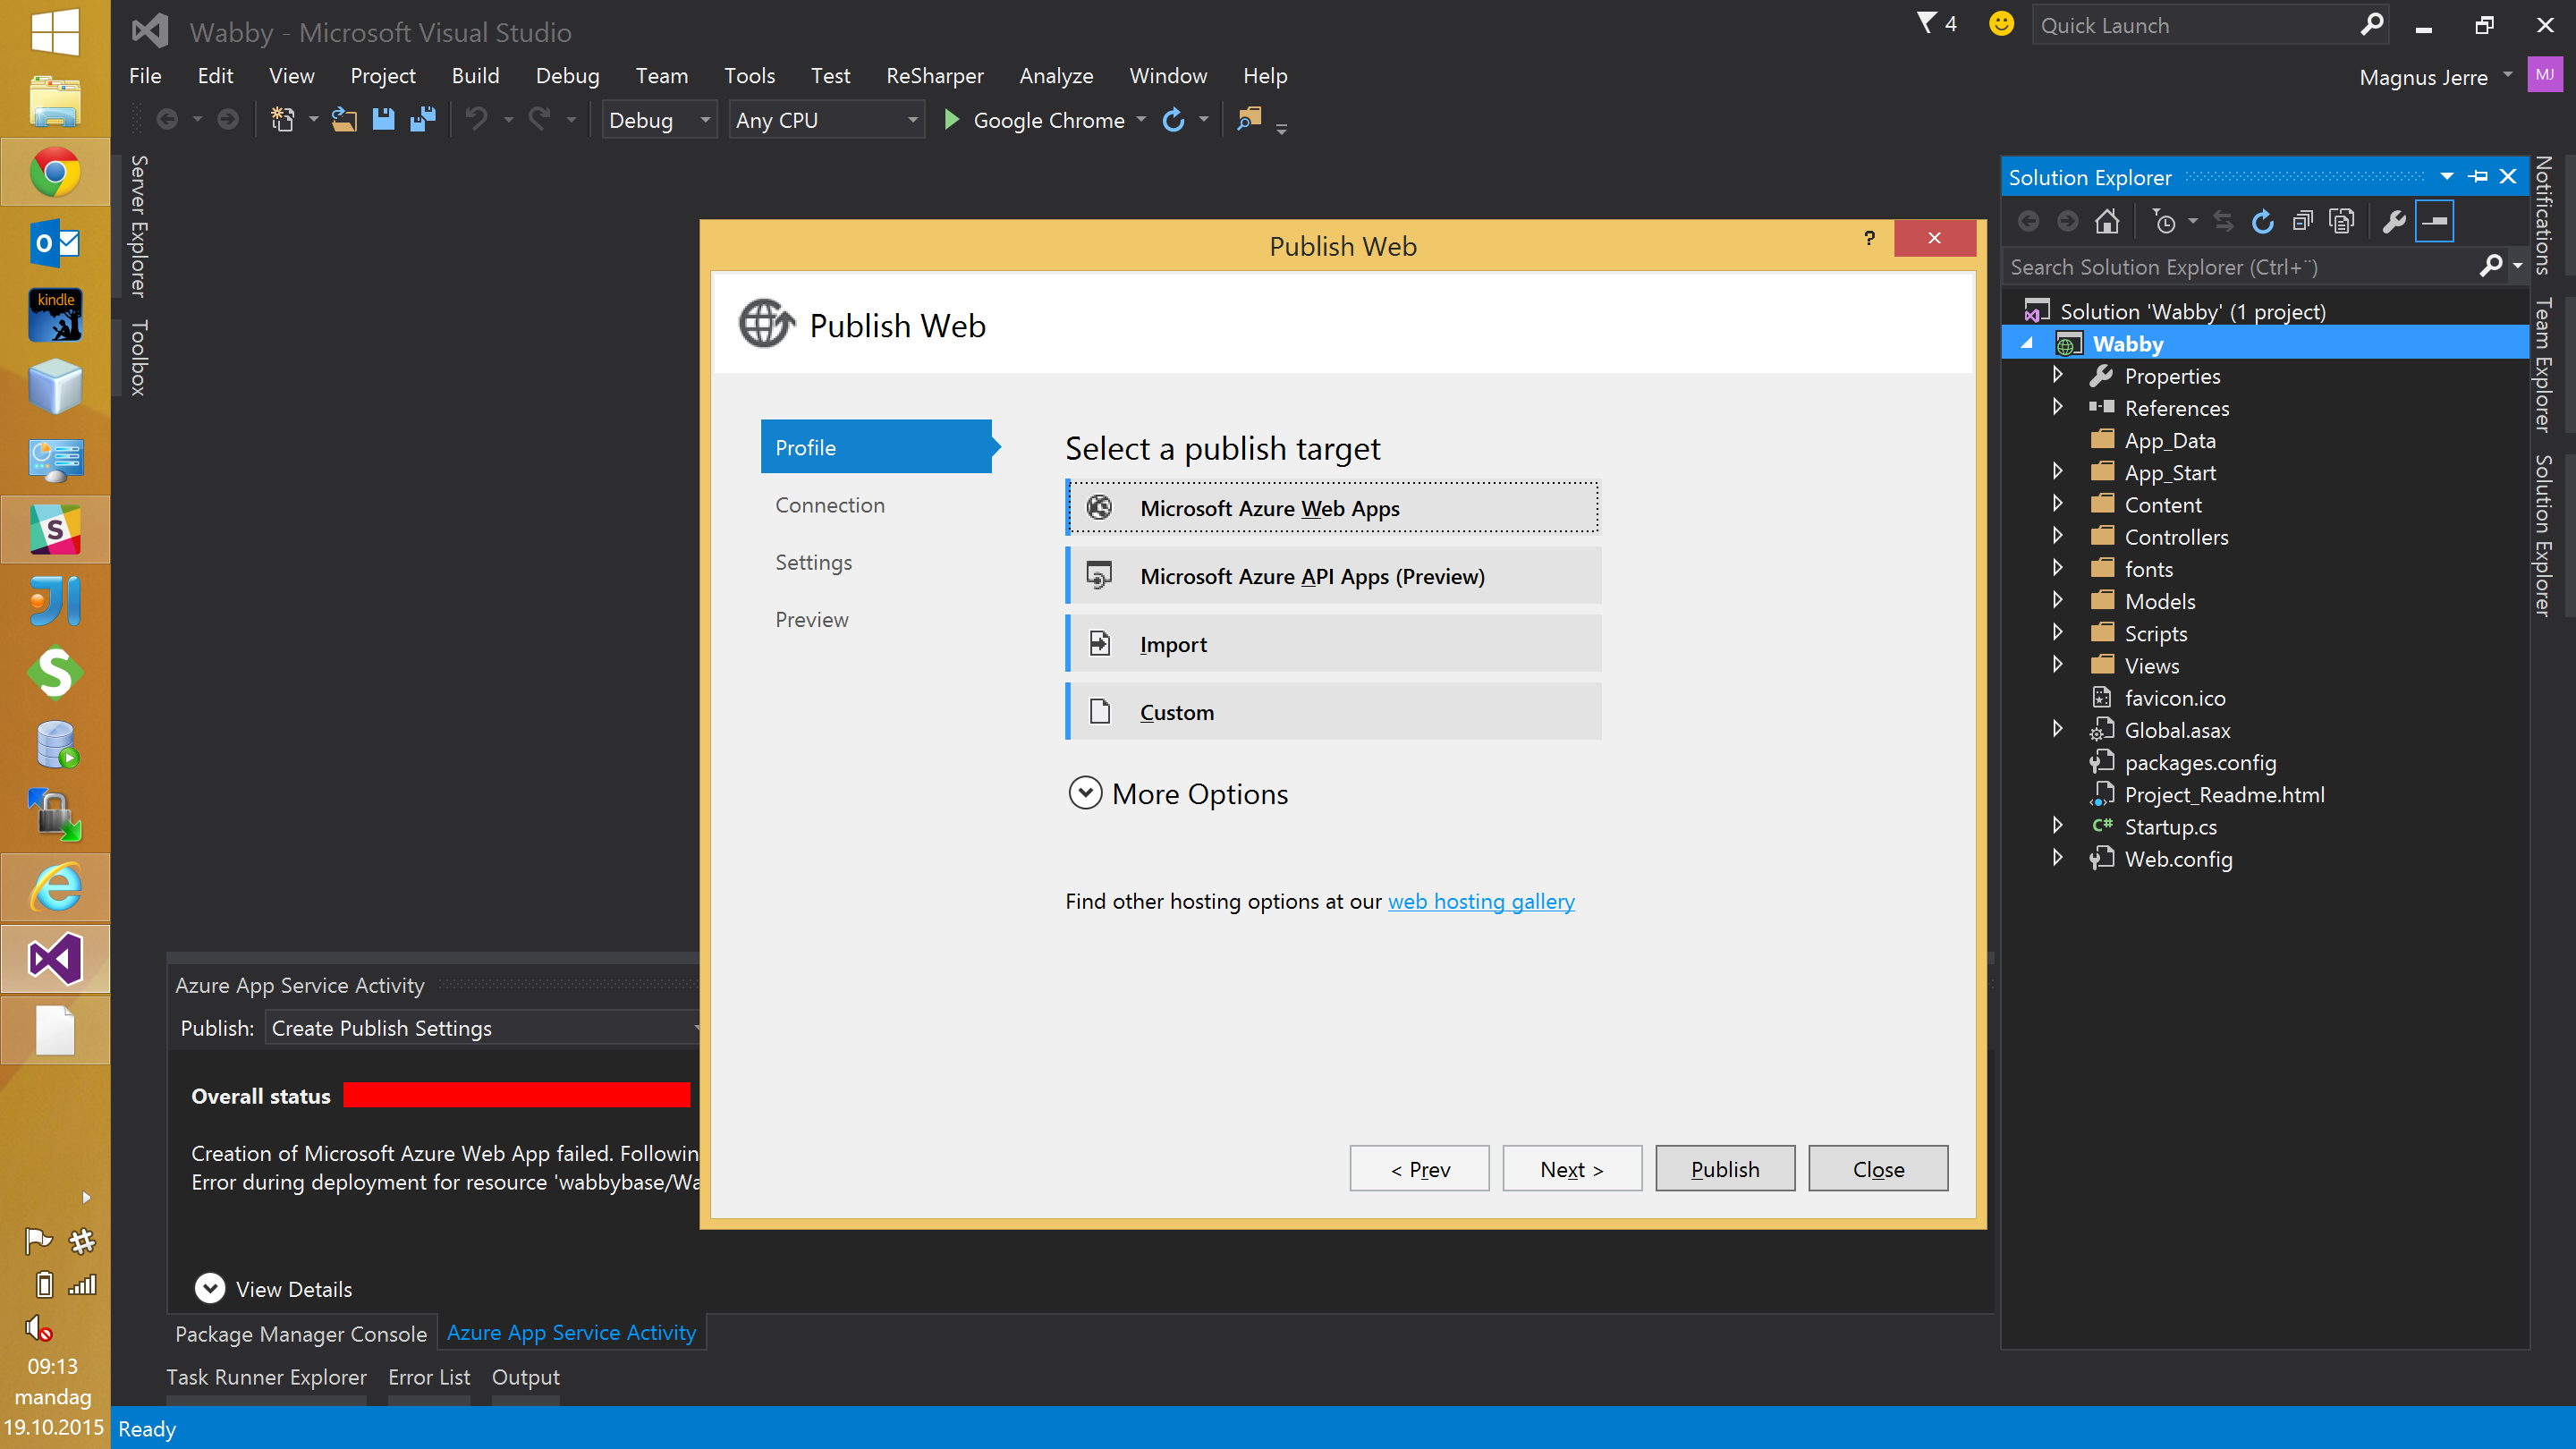 Wabby - Microsoft Visual Studio
4
Quick Launch
File Edit View Project Build Debug Team Tools Test ReSharper Analyze Window Help
Magnus Jerre
MJ
Debug
Any CPU
Google Chrome
Server Explorer
Toolbox
kindle
Publish Web
?
Publish Web
Profile
Connection
Settings
Preview
Select a publish target
Microsoft Azure Web Apps
Microsoft Azure API Apps (Preview)
Import
Custom
More Options
Find other hosting options at our web hosting gallery
< Prev
Next >
Publish
Close
Solution Explorer
Search Solution Explorer (Ctrl+¨)
Solution 'Wabby' (1 project)
Wabby
Properties
References
App_Data
App_Start
Content
Controllers
fonts
Models
Scripts
Views
favicon.ico
Global.asax
packages.config
Project_Readme.html
C# Startup.cs
Web.config
Notifications
Team Explorer
Solution Explorer
Azure App Service Activity
Publish: Create Publish Settings
Overall status
Creation of Microsoft Azure Web App failed. Followin
Error during deployment for resource 'wabbybase/Wa
View Details
Package Manager Console
Azure App Service Activity
Task Runner Explorer
Error List
Output
Ready
09:13
mandag
19.10.2015